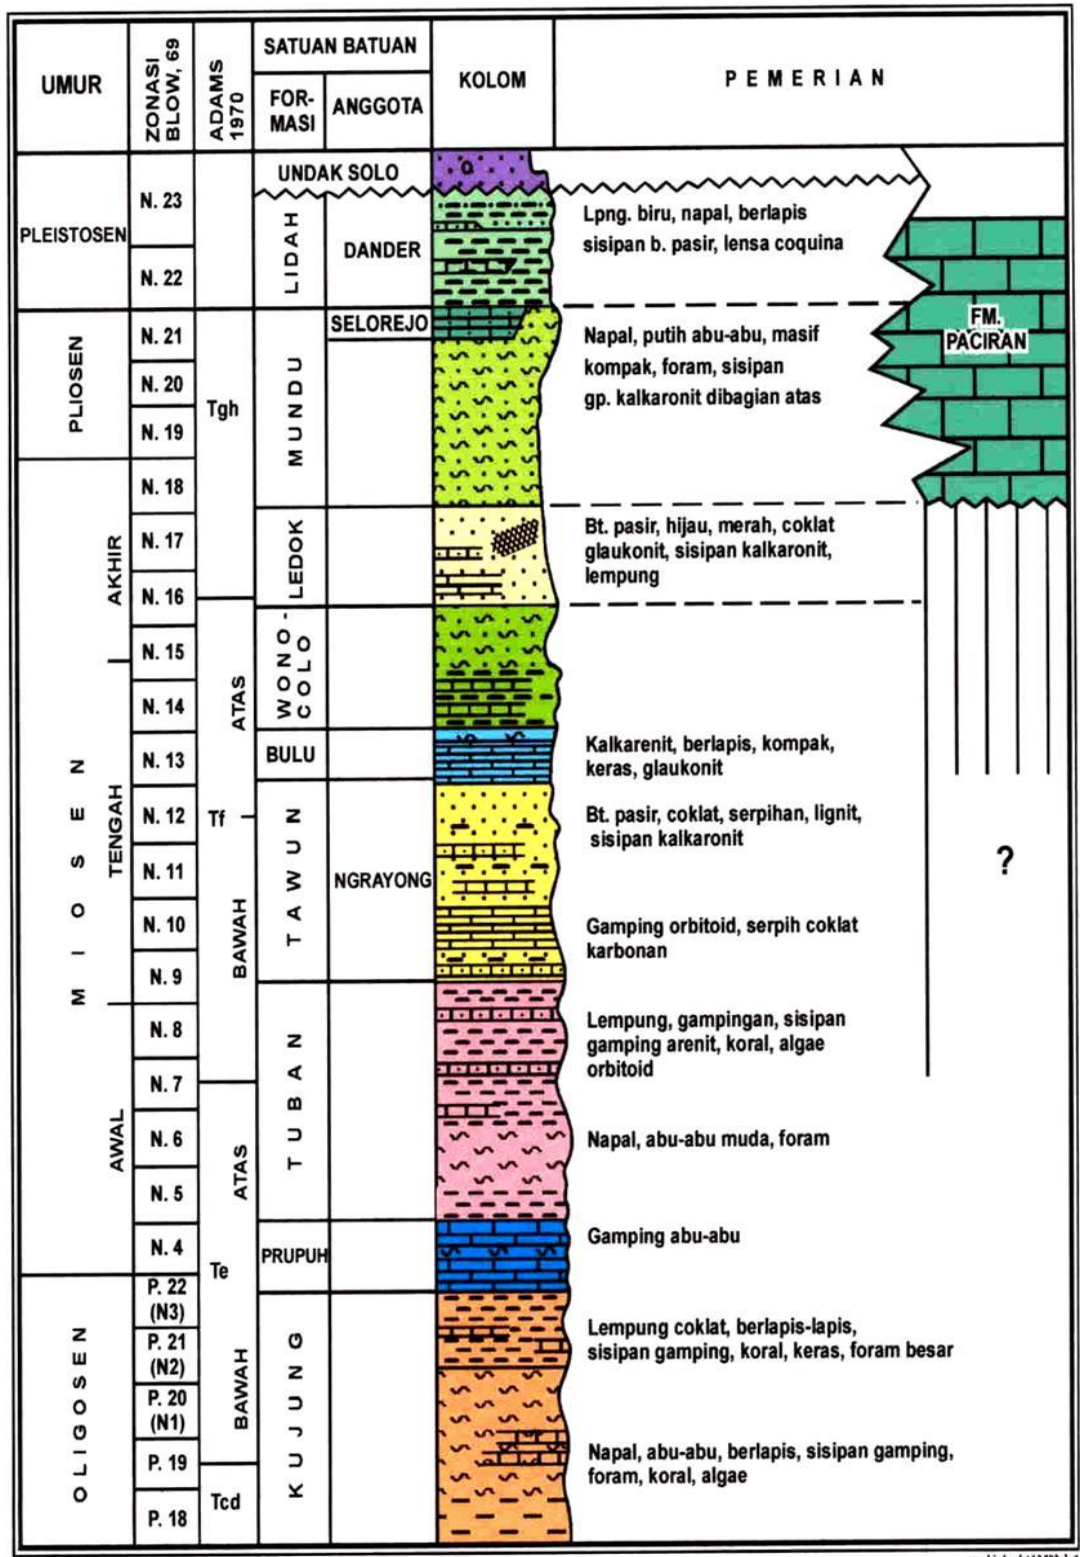 UMUR
ZONASI
BLOW, 69
ADAMS
1970
SATUAN BATUAN
FOR-
MASI
ANGGOTA
KOLOM
PEMERIAN
PLEISTOSEN
N. 23
N. 22
UNDAK SOLO
LIDAH
DANDER
Lpng. biru, napal, berlapis
sisipan b. pasir, lensa coquina
PLIOSEN
N. 21
N. 20
N. 19
Tgh
MUNDU
SELOREJO
Napal, putih abu-abu, masif
kompak, foram, sisipan
gp. kalkaronit dibagian atas
FM.
PACIRAN
MIOSEN
AKHIR
N. 18
N. 17
N. 16
N. 15
LEDOK
Bt. pasir, hijau, merah, coklat
glaukonit, sisipan kalkaronit,
lempung
TENGAH
N. 14
N. 13
N. 12
N. 11
N. 10
N. 9
ATAS
Tf
BAWAH
WONO-
COLO
BULU
Kalkarenit, berlapis, kompak,
keras, glaukonit
TAWUN
NGRAYONG
Bt. pasir, coklat, serpihan, lignit,
sisipan kalkaronit
?
Gamping orbitoid, serpih coklat
karbonan
AWAL
N. 8
N. 7
N. 6
N. 5
N. 4
ATAS
Te
TUBAN
Lempung, gampingan, sisipan
gamping arenit, koral, algae
orbitoid
Napal, abu-abu muda, foram
PRUPUH
Gamping abu-abu
OLIGOSEN
P. 22
(N3)
P. 21
(N2)
P. 20
(N1)
P. 19
P. 18
BAWAH
Tcd
KUJUNG
Lempung coklat, berlapis-lapis,
sisipan gamping, koral, keras, foram besar
Napal, abu-abu, berlapis, sisipan gamping,
foram, koral, algae